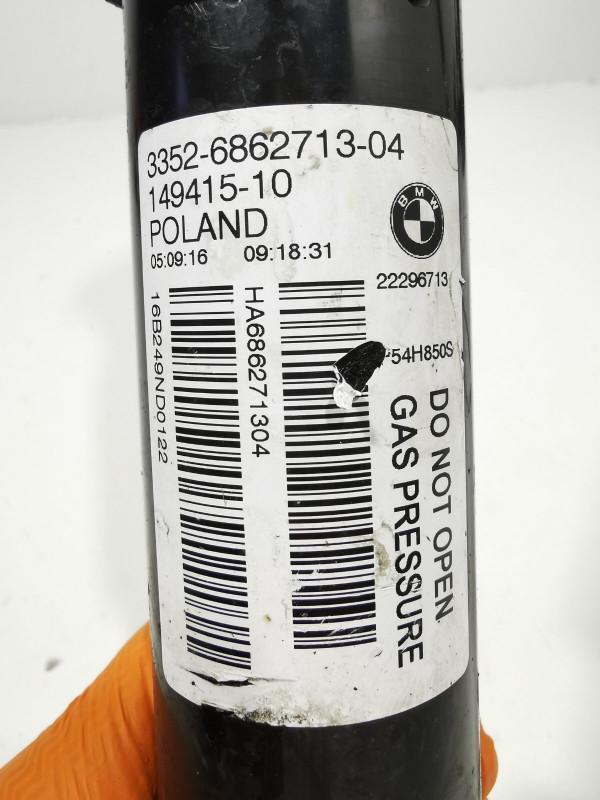 3352-6862713-04
149415-10
POLAND
BMW
05:09:16 09:18:31
22296713
54H850S
16B249ND0122
HA686271304
DO NOT OPEN
GAS PRESSURE